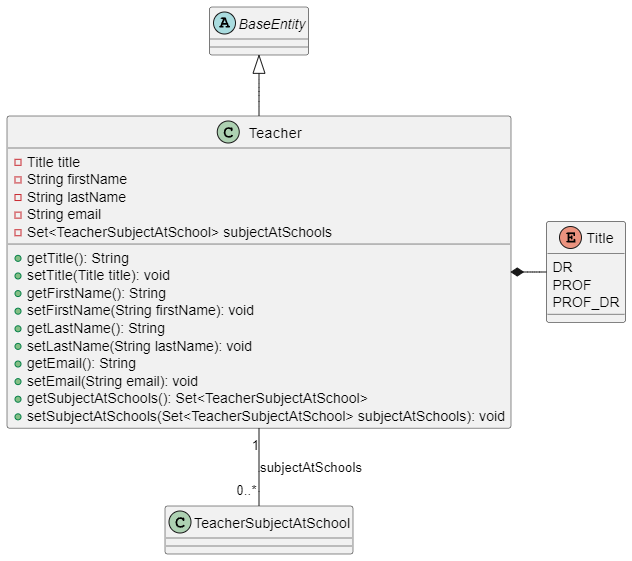 A BaseEntity
C Teacher
Title title
String firstName
String lastName
String email
Set<TeacherSubjectAtSchool> subjectAtSchools
getTitle(): String
setTitle(Title title): void
getFirstName(): String
setFirstName(String firstName): void
getLastName(): String
setLastName(String lastName): void
getEmail(): String
setEmail(String email): void
getSubjectAtSchools(): Set<TeacherSubjectAtSchool>
setSubjectAtSchools(Set<TeacherSubjectAtSchool> subjectAtSchools): void
E Title
DR
PROF
PROF_DR
1
subjectAtSchools
0..*
C TeacherSubjectAtSchool